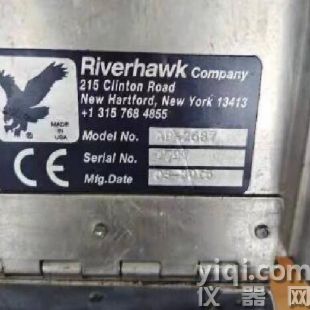 Riverhawk Company
215 Clinton Road
New Hartford, New York 13413
+1 315 768 4855
MADE
IN
USA
®
Model No.
Serial No.
CE
Mfg.Date
yiqi.com
仪器网